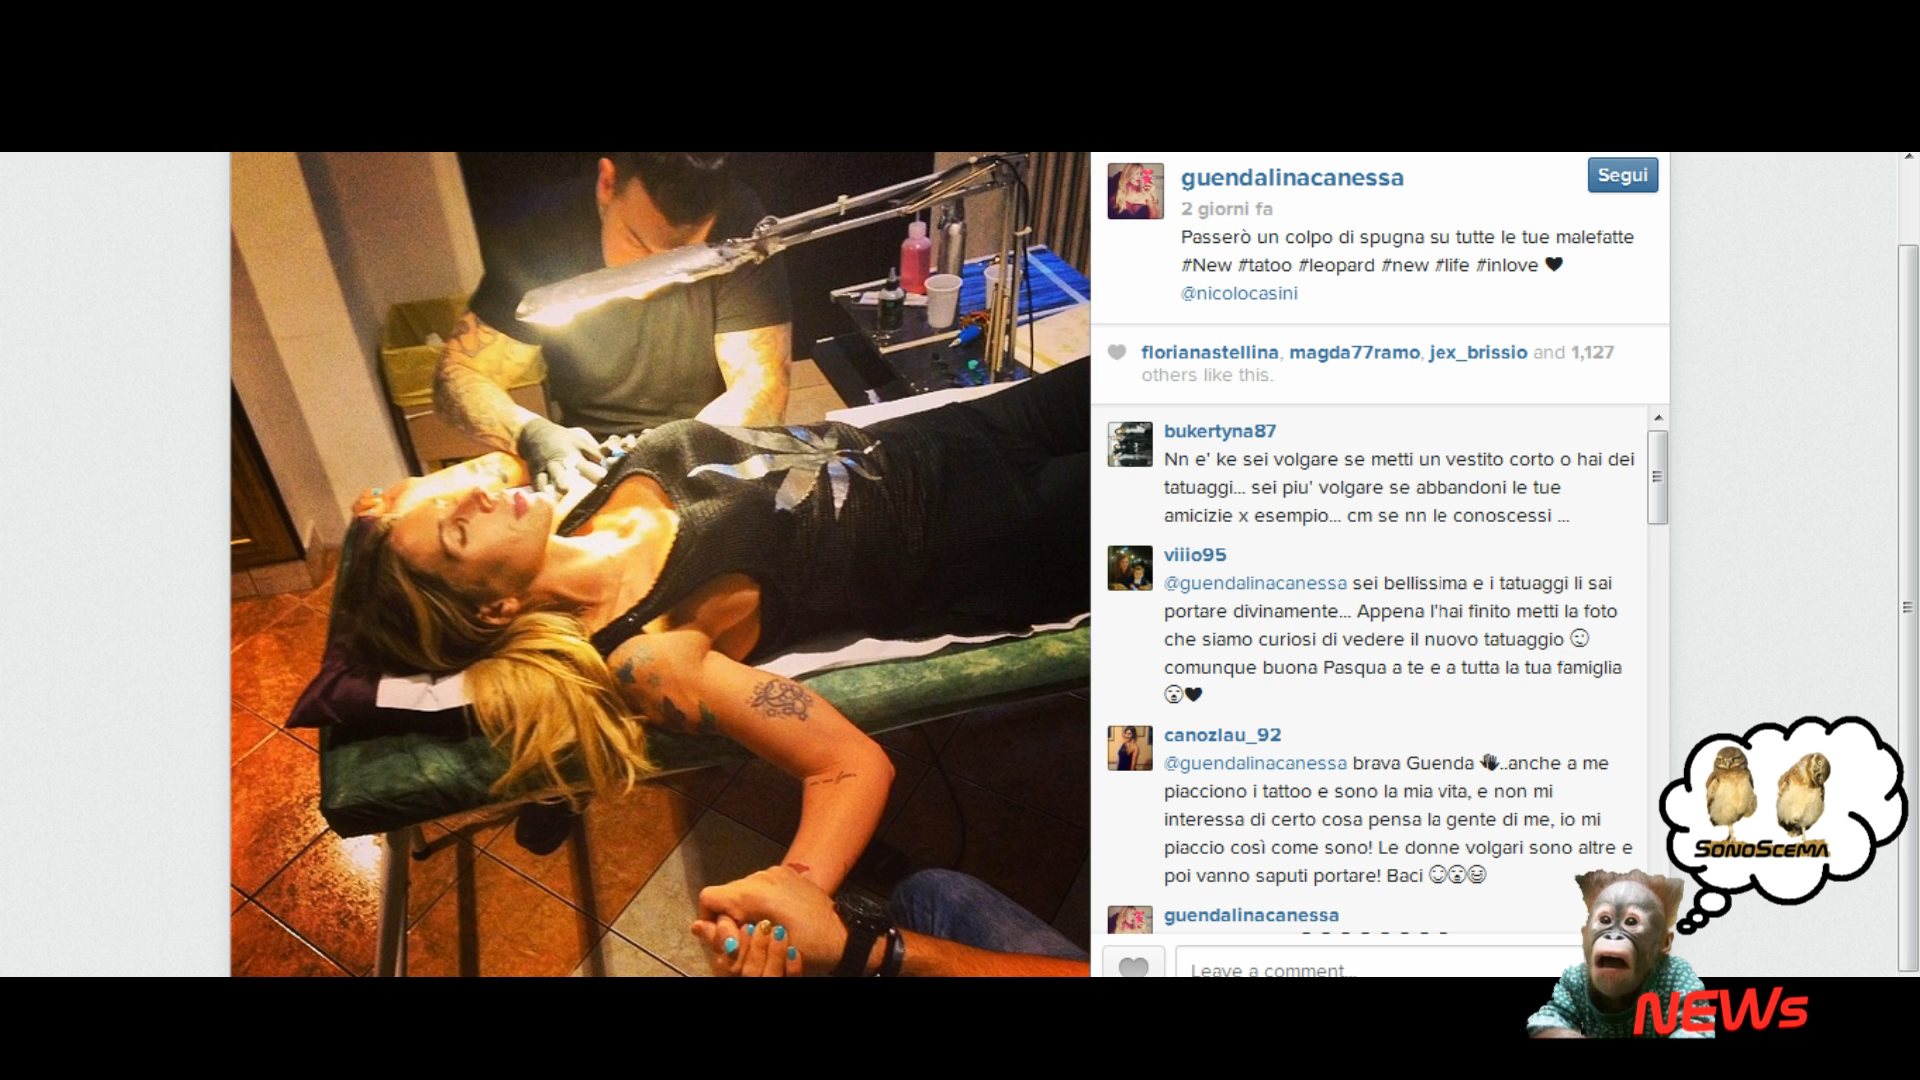 guendalinacanessa
Segui
2 giorni fa
Passerò un colpo di spugna su tutte le tue malefatte
#New #tatoo #leopard #new #life #inlove 🖤
@nicolocasini
florianastellina, magda77ramo, jex_brissio and 1,127
others like this.
bukertyna87
Nn e' ke sei volgare se metti un vestito corto o hai dei
tatuaggi... sei piu' volgare se abbandoni le tue
amicizie x esempio... cm se nn le conoscessi ...
viiio95
@guendalinacanessa sei bellissima e i tatuaggi li sai
portare divinamente... Appena l'hai finito metti la foto
che siamo curiosi di vedere il nuovo tatuaggio
comunque buona Pasqua a te e a tutta la tua famiglia
canozlau_92
@guendalinacanessa brava Guenda 👋..anche a me
piacciono i tattoo e sono la mia vita, e non mi
interessa di certo cosa pensa la gente di me, io mi
piaccio così come sono! Le donne volgari sono altre e
poi vanno saputi portare! Baci
guendalinacanessa
Leave a comment...
SonoScema
NEWs